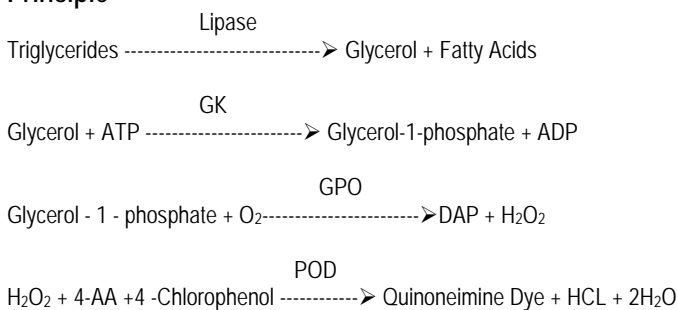 Principle
Lipase
Triglycerides ------------------------------➤ Glycerol + Fatty Acids
GK
Glycerol + ATP ------------------------➤ Glycerol-1-phosphate + ADP
GPO
Glycerol - 1 - phosphate + O₂------------------------➤DAP + H₂O₂
POD
H₂O₂ + 4-AA +4 -Chlorophenol ------------➤ Quinoneimine Dye + HCL + 2H₂O